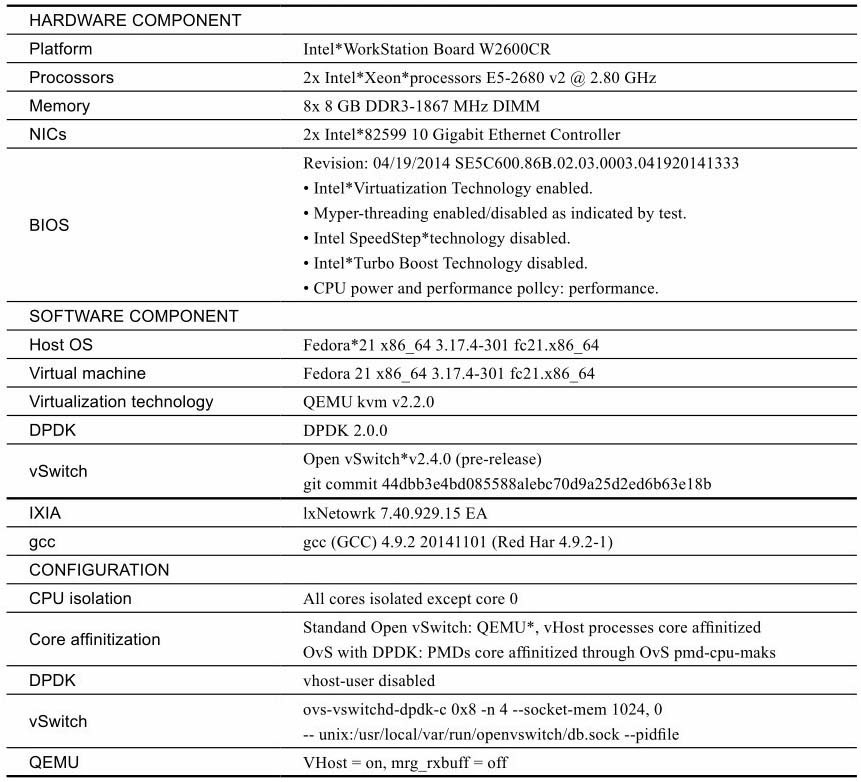 HARDWARE COMPONENT
Platform Intel*WorkStation Board W2600CR
Procossors 2x Intel*Xeon*processors E5-2680 v2 @ 2.80 GHz
Memory 8x 8 GB DDR3-1867 MHz DIMM
NICs 2x Intel*82599 10 Gigabit Ethernet Controller
BIOS
Revision: 04/19/2014 SE5C600.86B.02.03.0003.041920141333
• Intel*Virtuatization Technology enabled.
• Myper-threading enabled/disabled as indicated by test.
• Intel SpeedStep*technology disabled.
• Intel*Turbo Boost Technology disabled.
• CPU power and performance pollcy: performance.
SOFTWARE COMPONENT
Host OS Fedora*21 x86_64 3.17.4-301 fc21.x86_64
Virtual machine Fedora 21 x86_64 3.17.4-301 fc21.x86_64
Virtualization technology QEMU kvm v2.2.0
DPDK DPDK 2.0.0
vSwitch
Open vSwitch*v2.4.0 (pre-release)
git commit 44dbb3e4bd085588alebc70d9a25d2ed6b63e18b
IXIA lxNetowrk 7.40.929.15 EA
gcc gcc (GCC) 4.9.2 20141101 (Red Har 4.9.2-1)
CONFIGURATION
CPU isolation All cores isolated except core 0
Core affinitization
Standand Open vSwitch: QEMU*, vHost processes core affinitized
OvS with DPDK: PMDs core affinitized through OvS pmd-cpu-maks
DPDK vhost-user disabled
vSwitch
ovs-vswitchd-dpdk-c 0x8 -n 4 --socket-mem 1024, 0
-- unix:/usr/local/var/run/openvswitch/db.sock --pidfile
QEMU VHost = on, mrg_rxbuff = off